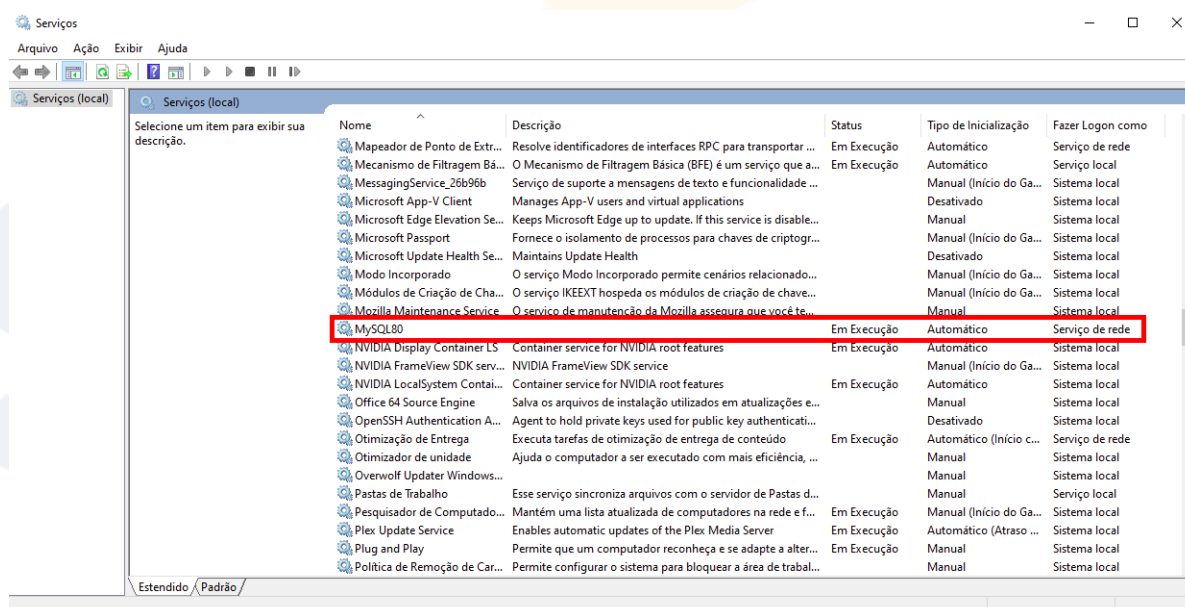 Serviços
Arquivo Ação Exibir Ajuda
Serviços (local)
Serviços (local)
Selecione um item para exibir sua
descrição.
Nome Descrição Status Tipo de Inicialização Fazer Logon como
Mapeador de Ponto de Extr... Resolve identificadores de interfaces RPC para transportar ... Em Execução Automático Serviço de rede
Mecanismo de Filtragem Bá... O Mecanismo de Filtragem Básica (BFE) é um serviço que a... Em Execução Automático Serviço local
MessagingService_26b96b Serviço de suporte a mensagens de texto e funcionalidade ... Manual (Início do Ga... Sistema local
Microsoft App-V Client Manages App-V users and virtual applications Desativado Sistema local
Microsoft Edge Elevation Se... Keeps Microsoft Edge up to update. If this service is disable... Manual Sistema local
Microsoft Passport Fornece o isolamento de processos para chaves de criptogr... Manual (Início do Ga... Sistema local
Microsoft Update Health Se... Maintains Update Health Desativado Sistema local
Modo Incorporado O serviço Modo Incorporado permite cenários relacionado... Manual (Início do Ga... Sistema local
Módulos de Criação de Cha... O serviço IKEEXT hospeda os módulos de criação de chave... Manual (Início do Ga... Sistema local
Mozilla Maintenance Service O serviço de manutenção da Mozilla assegura que você te... Manual Sistema local
MySQL80 Em Execução Automático Serviço de rede
NVIDIA Display Container LS Container service for NVIDIA root features Em Execução Automático Sistema local
NVIDIA FrameView SDK serv... NVIDIA FrameView SDK service Manual (Início do Ga... Sistema local
NVIDIA LocalSystem Contai... Container service for NVIDIA root features Em Execução Automático Sistema local
Office 64 Source Engine Salva os arquivos de instalação utilizados em atualizações e... Manual Sistema local
OpenSSH Authentication A... Agent to hold private keys used for public key authenticati... Desativado Sistema local
Otimização de Entrega Executa tarefas de otimização de entrega de conteúdo Em Execução Automático (Início c... Serviço de rede
Otimizador de unidade Ajuda o computador a ser executado com mais eficiência, ... Manual Sistema local
Overwolf Updater Windows... Manual Sistema local
Pastas de Trabalho Esse serviço sincroniza arquivos com o servidor de Pastas d... Manual Serviço local
Pesquisador de Computado... Mantém uma lista atualizada de computadores na rede e f... Em Execução Manual (Início do Ga... Sistema local
Plex Update Service Enables automatic updates of the Plex Media Server Em Execução Automático (Atraso ... Sistema local
Plug and Play Permite que um computador reconheça e se adapte a alter... Em Execução Manual Sistema local
Política de Remoção de Car... Permite configurar o sistema para bloquear a área de trabal... Manual Sistema local
Estendido Padrão